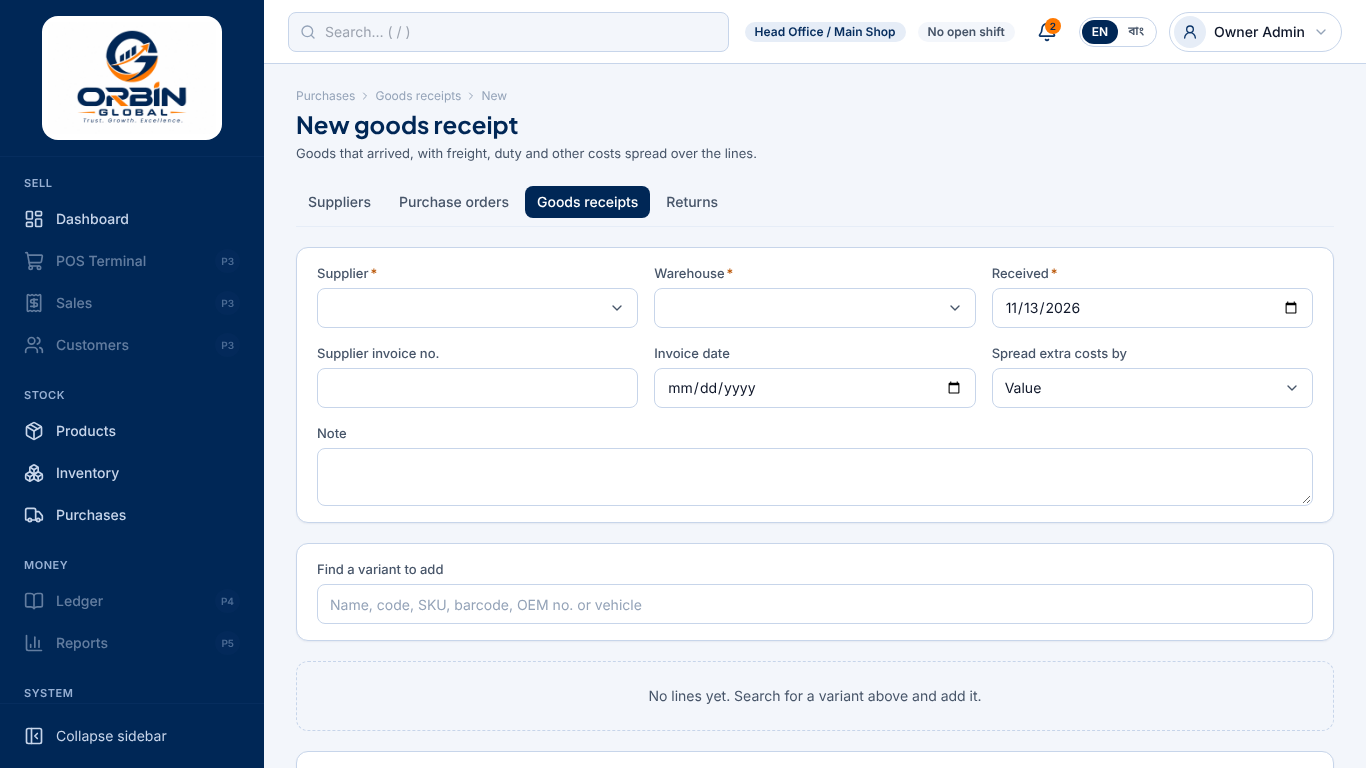 ORBIN
GLOBAL
Trust. Growth. Excellence.
Search... ( / )
Head Office / Main Shop
No open shift
2
EN
বাং
Owner Admin
SELL
Dashboard
POS Terminal P3
Sales P3
Customers P3
STOCK
Products
Inventory
Purchases
MONEY
Ledger P4
Reports P5
SYSTEM
Collapse sidebar
Purchases > Goods receipts > New
New goods receipt
Goods that arrived, with freight, duty and other costs spread over the lines.
Suppliers Purchase orders Goods receipts Returns
Supplier* Warehouse* Received*
11/13/2026
Supplier invoice no. Invoice date Spread extra costs by
mm/dd/yyyy Value
Note
Find a variant to add
Name, code, SKU, barcode, OEM no. or vehicle
No lines yet. Search for a variant above and add it.